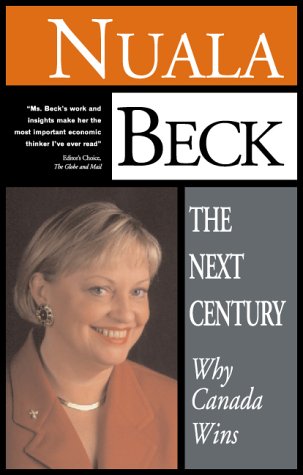 NUALA
BECK
"Ms. Beck's work and
insights make her the
most important economic
thinker I've ever read"
Editor's Choice,
The Globe and Mail
THE
NEXT
CENTURY
Why
Canada
Wins